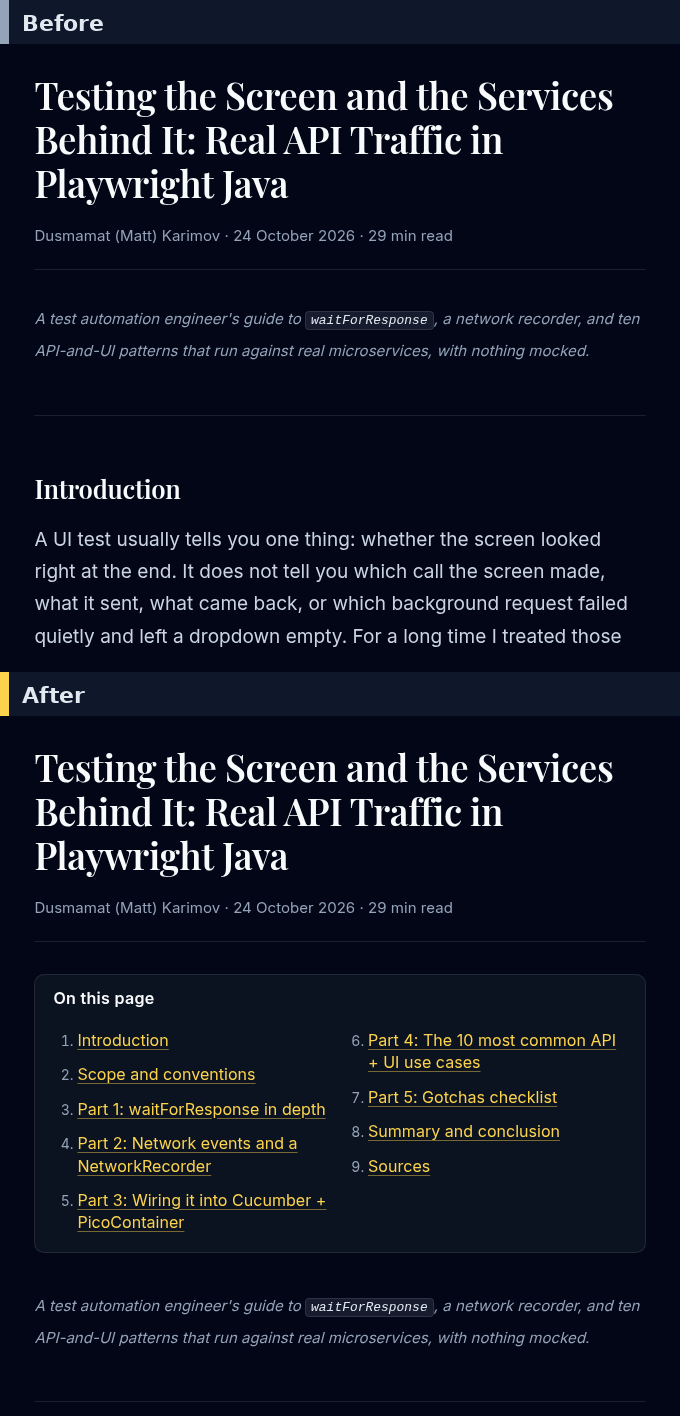 Before
Testing the Screen and the Services
Behind It: Real API Traffic in
Playwright Java
Dusmamat (Matt) Karimov · 24 October 2026 · 29 min read
A test automation engineer's guide to waitForResponse, a network recorder, and ten
API-and-UI patterns that run against real microservices, with nothing mocked.
Introduction
A UI test usually tells you one thing: whether the screen looked
right at the end. It does not tell you which call the screen made,
what it sent, what came back, or which background request failed
quietly and left a dropdown empty. For a long time I treated those
After
Testing the Screen and the Services
Behind It: Real API Traffic in
Playwright Java
Dusmamat (Matt) Karimov · 24 October 2026 · 29 min read
On this page
1. Introduction
2. Scope and conventions
3. Part 1: waitForResponse in depth
4. Part 2: Network events and a
NetworkRecorder
5. Part 3: Wiring it into Cucumber +
PicoContainer
6. Part 4: The 10 most common API
+ UI use cases
7. Part 5: Gotchas checklist
8. Summary and conclusion
9. Sources
A test automation engineer's guide to waitForResponse, a network recorder, and ten
API-and-UI patterns that run against real microservices, with nothing mocked.